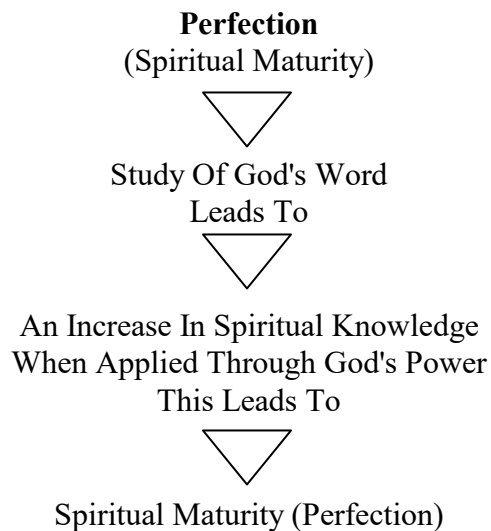 Perfection
(Spiritual Maturity)
Study Of God's Word
Leads To
An Increase In Spiritual Knowledge
When Applied Through God's Power
This Leads To
Spiritual Maturity (Perfection)